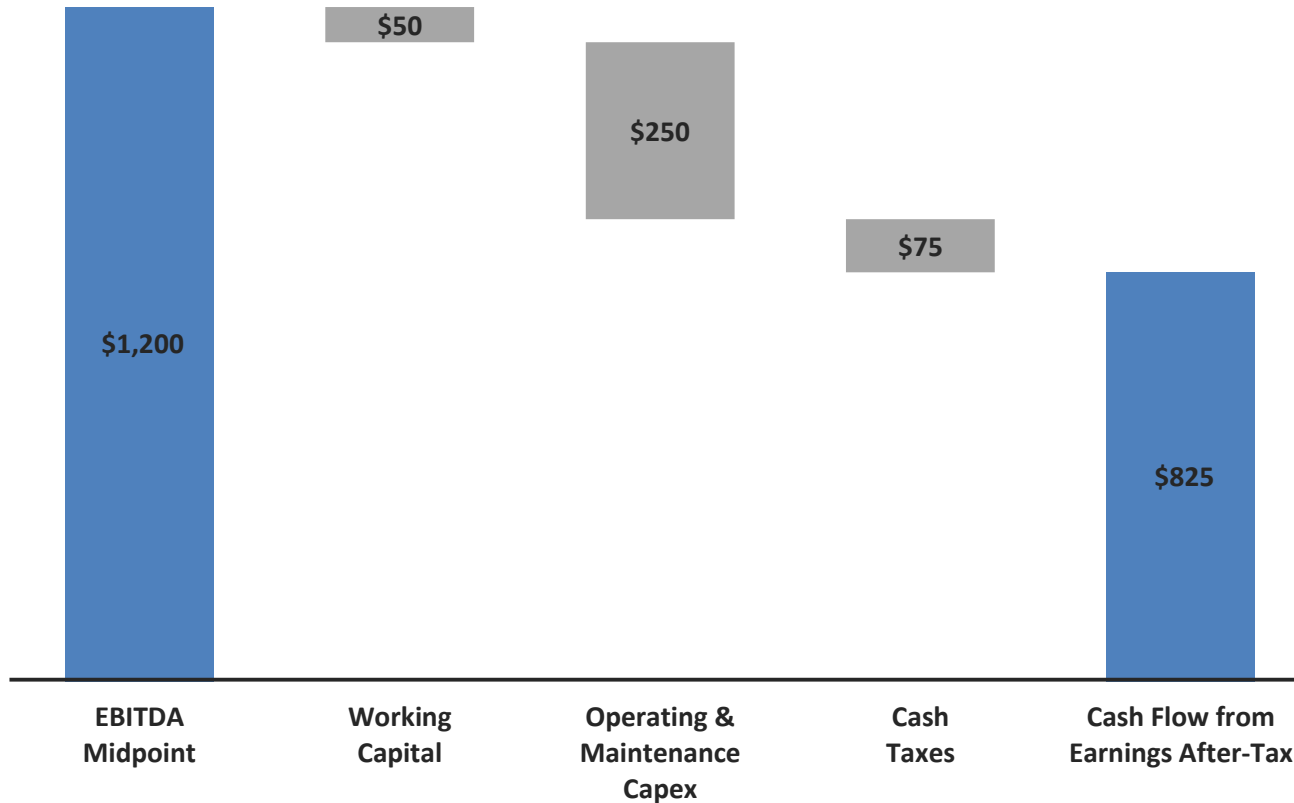 $50
$250
$75
$1,200
$825
EBITDA
Midpoint
Working
Capital
Operating &
Maintenance
Capex
Cash
Taxes
Cash Flow from
Earnings After-Tax